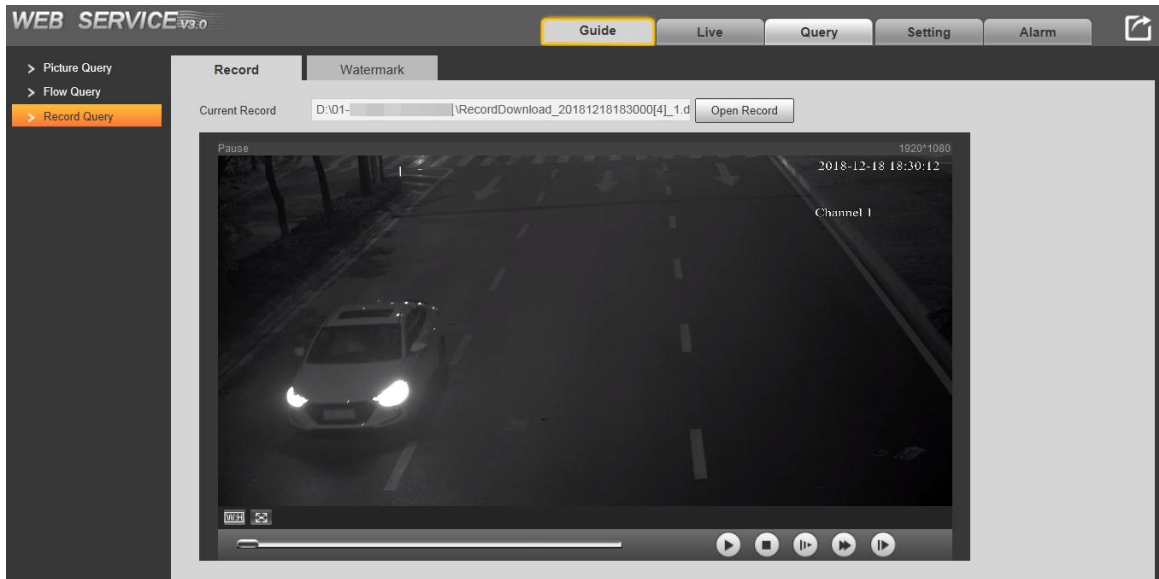 WEB SERVICE V3.0
Guide
Live
Query
Setting
Alarm
> Picture Query
> Flow Query
> Record Query
Record
Watermark
Current Record
D:\01-
\RecordDownload_20181218183000[4]_1.d
Open Record
Pause
1920*1080
2018-12-18 18:30:12
Channel 1
W:H